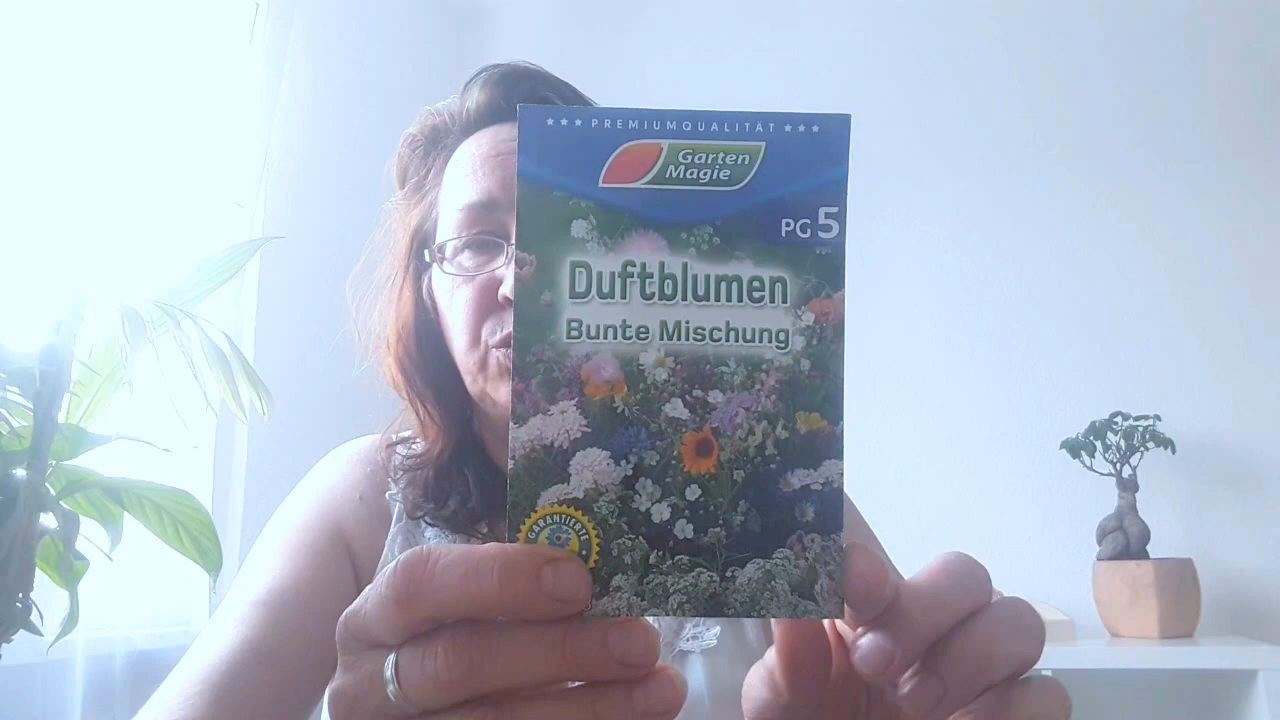 *** PREMIUMQUALITÄT ***
Garten
Magie
PG 5
Duftblumen
Bunte Mischung
GARANTIERTE